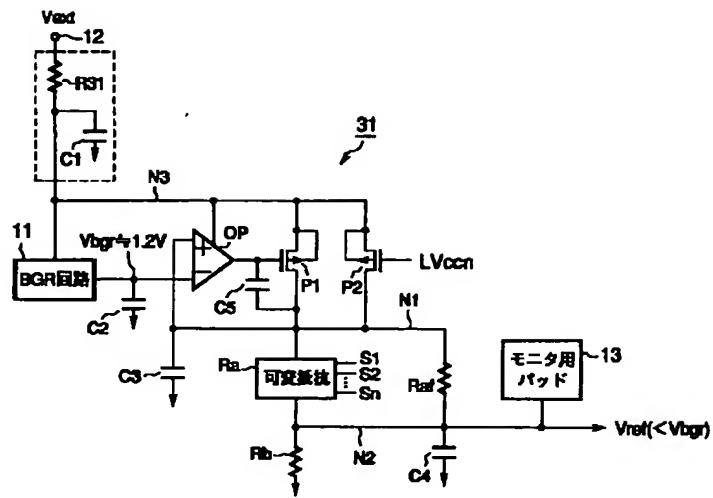 Vext
12
R31
C1
31
N3
11
Vbgr≒1.2V
OP
BGR回路
P1
P2
LVccn
C2
C5
N1
C3
Ra
可変抵抗
S1
S2
Sn
Raf
モニタ用
パッド
13
Rb
N2
C4
Vref(<Vbgr)